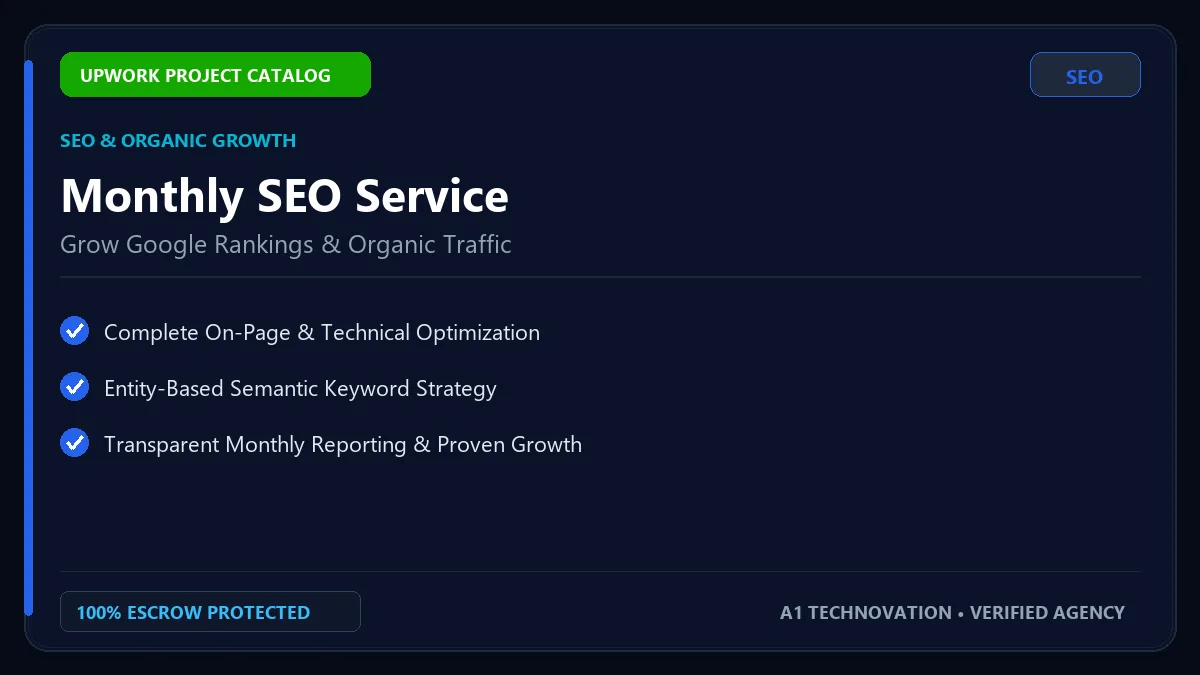 UPWORK PROJECT CATALOG
SEO
SEO & ORGANIC GROWTH
Monthly SEO Service
Grow Google Rankings & Organic Traffic
Complete On-Page & Technical Optimization
Entity-Based Semantic Keyword Strategy
Transparent Monthly Reporting & Proven Growth
100% ESCROW PROTECTED
A1 TECHNOVATION • VERIFIED AGENCY